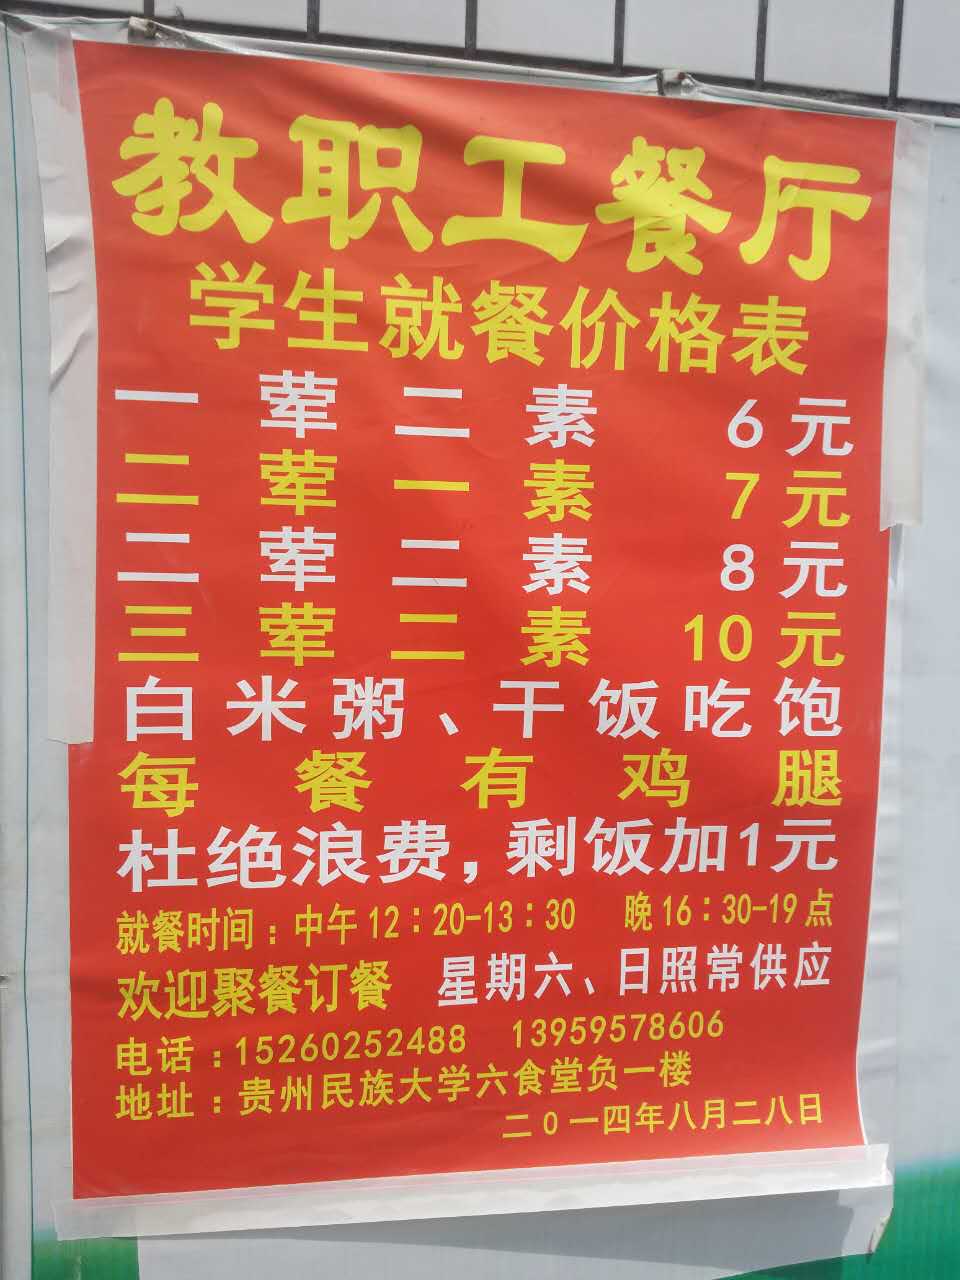 教职工餐厅
学生就餐价格表
一荤二素 6元
二荤一素 7元
二荤二素 8元
三荤二素 10元
白米粥、干饭吃饱
每餐有鸡腿
杜绝浪费,剩饭加1元
就餐时间:中午12:20-13:30 晚16:30-19点
欢迎聚餐订餐 星期六、日照常供应
电话:15260252488 13959578606
地址:贵州民族大学六食堂负一楼
二0一四年八月二八日